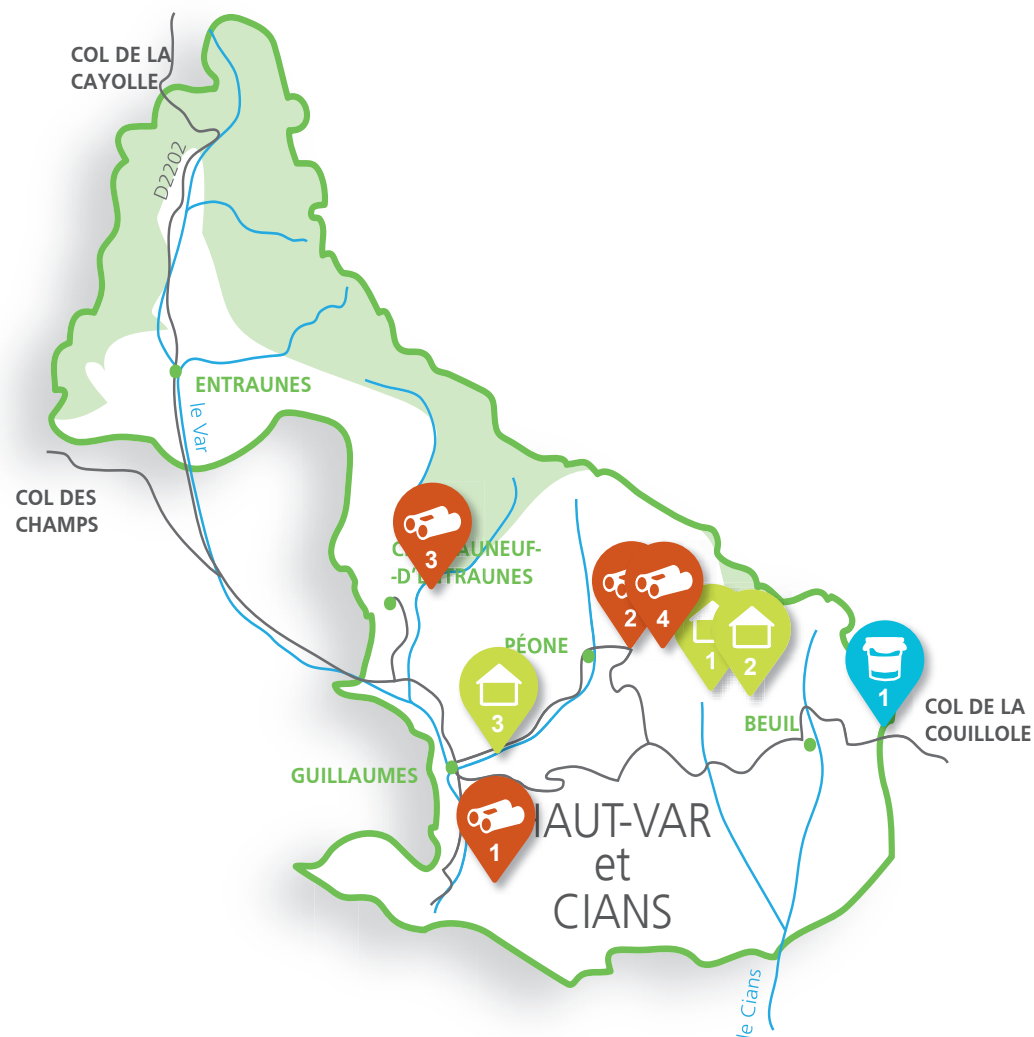 COL DE LA
CAYOLLE
D2202
ENTRAUNES
le Var
COL DES
CHAMPS
3
-D'ENTRAUNES
2
4
PÉONE
1
2
1
3
COL DE LA
COUILLOLE
BEUIL
GUILLAUMES
1
HAUT-VAR
et
CIANS
le Cians